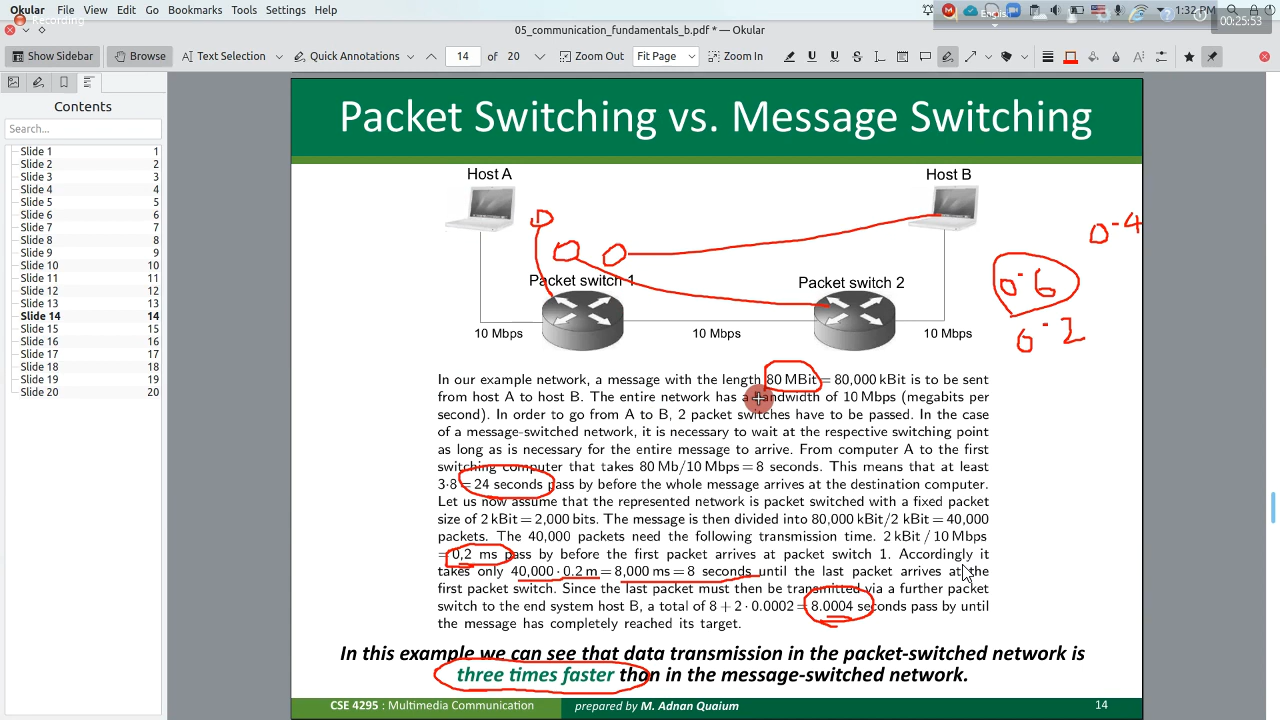 Okular File View Edit Go Bookmarks Tools Settings Help
English
1:32 PM
Recording
00:25:53
05_communication_fundamentals_b.pdf * — Okular
Show Sidebar Browse Text Selection Quick Annotations 14 of 20 Zoom Out Fit Page Zoom In
Contents
Search...
Slide 1 1
Slide 2 2
Slide 3 3
Slide 4 4
Slide 5 5
Slide 6 6
Slide 7 7
Slide 8 8
Slide 9 9
Slide 10 10
Slide 11 11
Slide 12 12
Slide 13 13
Slide 14 14
Slide 15 15
Slide 16 16
Slide 17 17
Slide 18 18
Slide 19 19
Slide 20 20
Packet Switching vs. Message Switching
Host A
Host B
0.4
Packet switch 1
Packet switch 2
0.6
10 Mbps
10 Mbps
10 Mbps
0.2
In our example network, a message with the length 80 MBit = 80,000 kBit is to be sent
from host A to host B. The entire network has a bandwidth of 10 Mbps (megabits per
second). In order to go from A to B, 2 packet switches have to be passed. In the case
of a message-switched network, it is necessary to wait at the respective switching point
as long as is necessary for the entire message to arrive. From computer A to the first
switching computer that takes 80 Mb/10 Mbps = 8 seconds. This means that at least
3·8 = 24 seconds pass by before the whole message arrives at the destination computer.
Let us now assume that the represented network is packet switched with a fixed packet
size of 2 kBit = 2,000 bits. The message is then divided into 80,000 kBit/2 kBit = 40,000
packets. The 40,000 packets need the following transmission time. 2 kBit / 10 Mbps
= 0,2 ms pass by before the first packet arrives at packet switch 1. Accordingly it
takes only 40,000 · 0.2 m = 8,000 ms = 8 seconds until the last packet arrives at the
first packet switch. Since the last packet must then be transmitted via a further packet
switch to the end system host B, a total of 8 + 2 · 0.0002 = 8.0004 seconds pass by until
the message has completely reached its target.
In this example we can see that data transmission in the packet-switched network is
three times faster than in the message-switched network.
CSE 4295 : Multimedia Communication prepared by M. Adnan Quaium 14